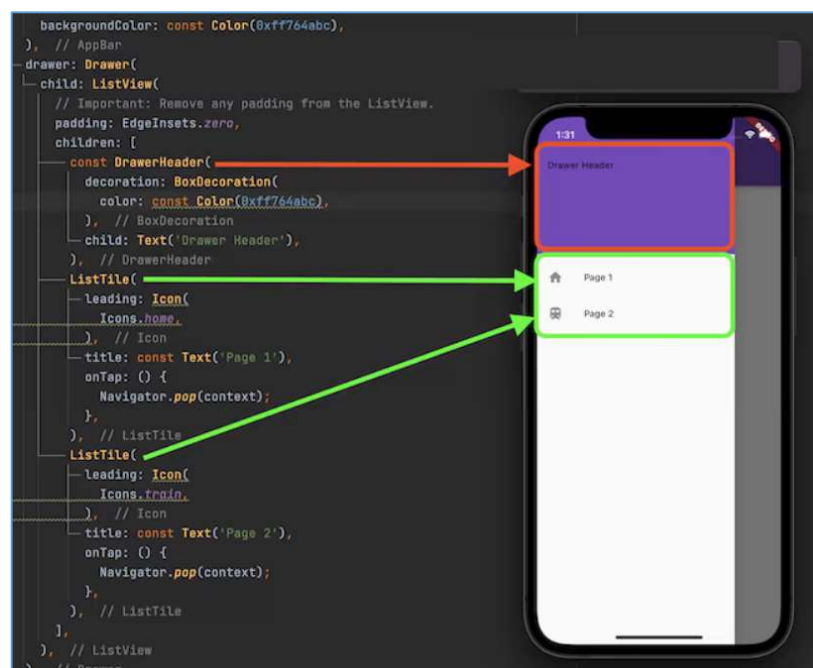 backgroundColor: const Color(0xff764abc),
), // AppBar
drawer: Drawer(
child: ListView(
// Important: Remove any padding from the ListView.
padding: EdgeInsets.zero,
children: [
const DrawerHeader(
decoration: BoxDecoration(
color: const Color(0xff764abc),
), // BoxDecoration
child: Text('Drawer Header'),
), // DrawerHeader
ListTile(
leading: Icon(
Icons.home,
), // Icon
title: const Text('Page 1'),
onTap: () {
Navigator.pop(context);
},
), // ListTile
ListTile(
leading: Icon(
Icons.train,
), // Icon
title: const Text('Page 2'),
onTap: () {
Navigator.pop(context);
},
), // ListTile
],
), // ListView
1:31
Drawer Header
Page 1
Page 2